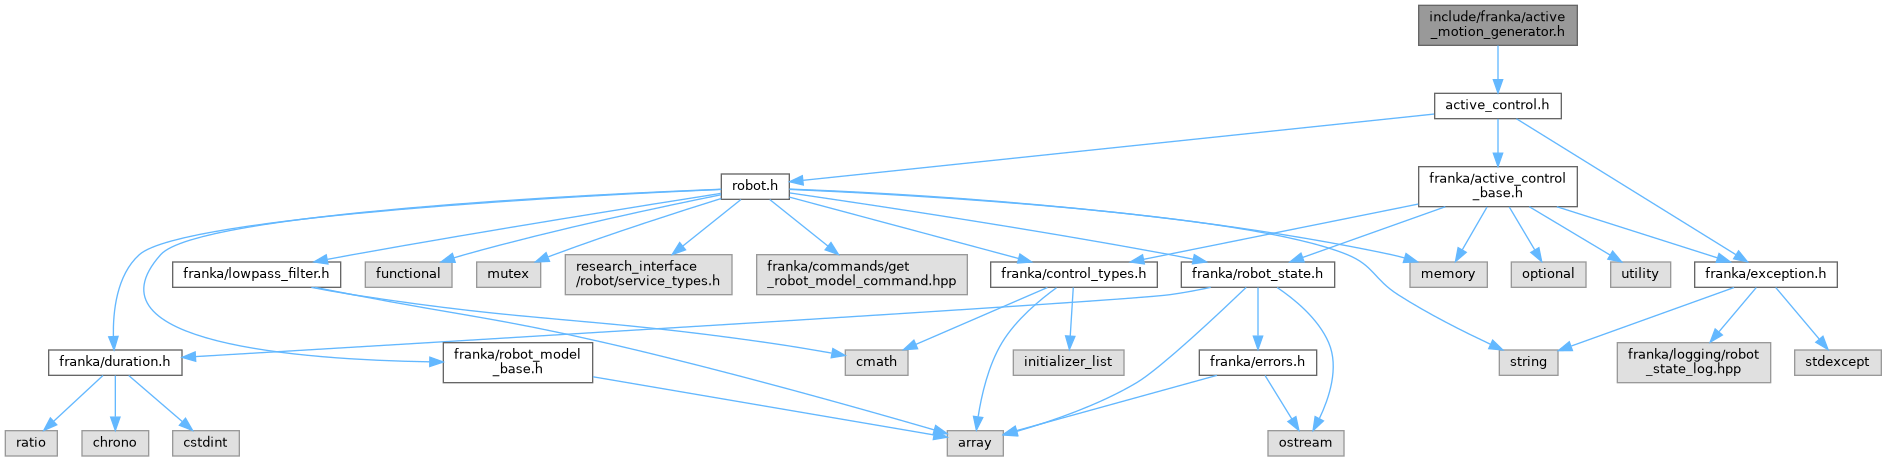 include/franka/active
_motion_generator.h
active_control.h
robot.h
franka/active_control
_base.h
franka/lowpass_filter.h
functional
mutex
research_interface
/robot/service_types.h
franka/commands/get
_robot_model_command.hpp
franka/control_types.h
franka/robot_state.h
memory
optional
utility
franka/exception.h
franka/duration.h
franka/robot_model
_base.h
cmath
initializer_list
franka/errors.h
string
franka/logging/robot
_state_log.hpp
stdexcept
ratio
chrono
cstdint
array
ostream